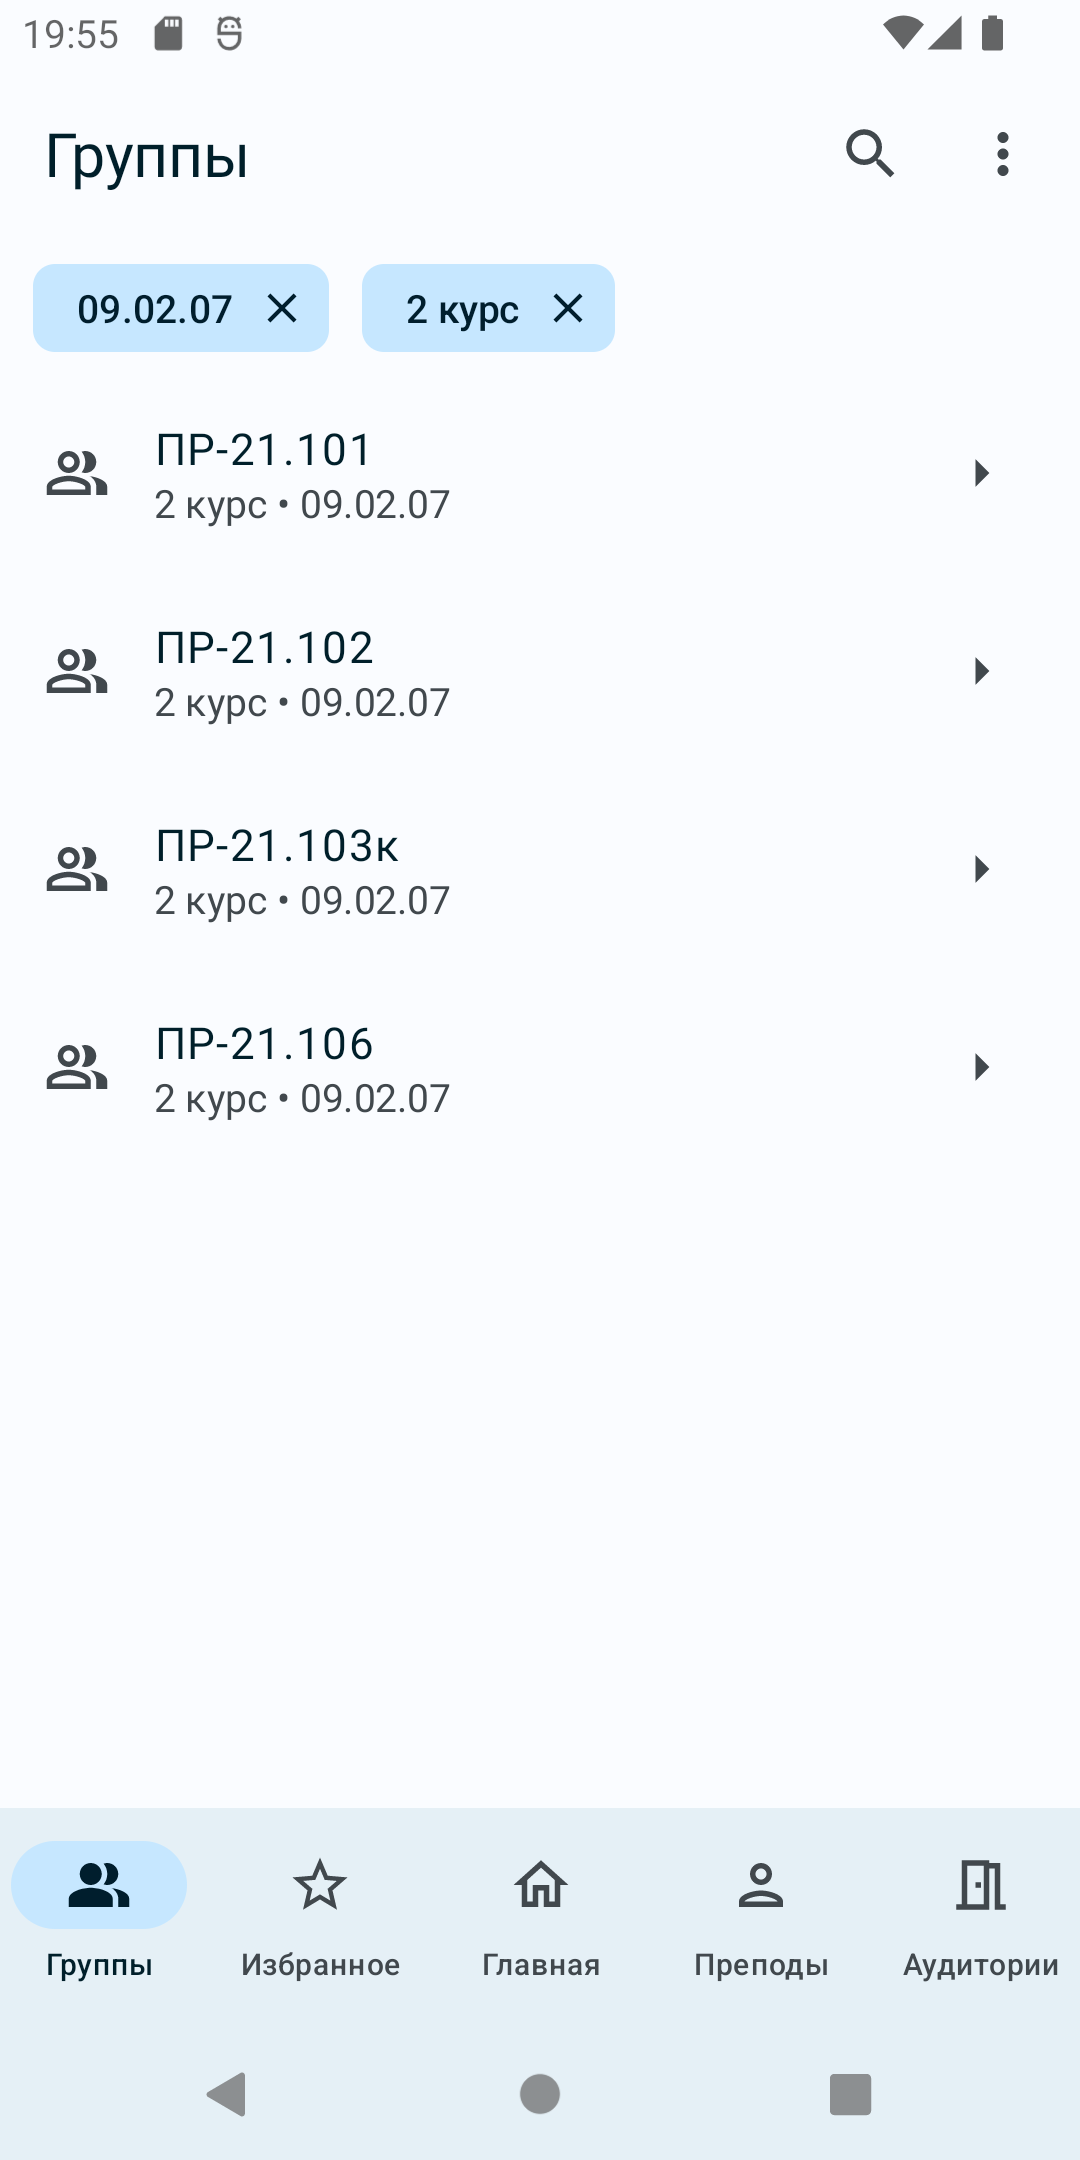 19:55
Группы
09.02.07
2 курс
ПР-21.101
2 курс • 09.02.07
ПР-21.102
2 курс • 09.02.07
ПР-21.103к
2 курс • 09.02.07
ПР-21.106
2 курс • 09.02.07
Группы
Избранное
Главная
Преподы
Аудитории